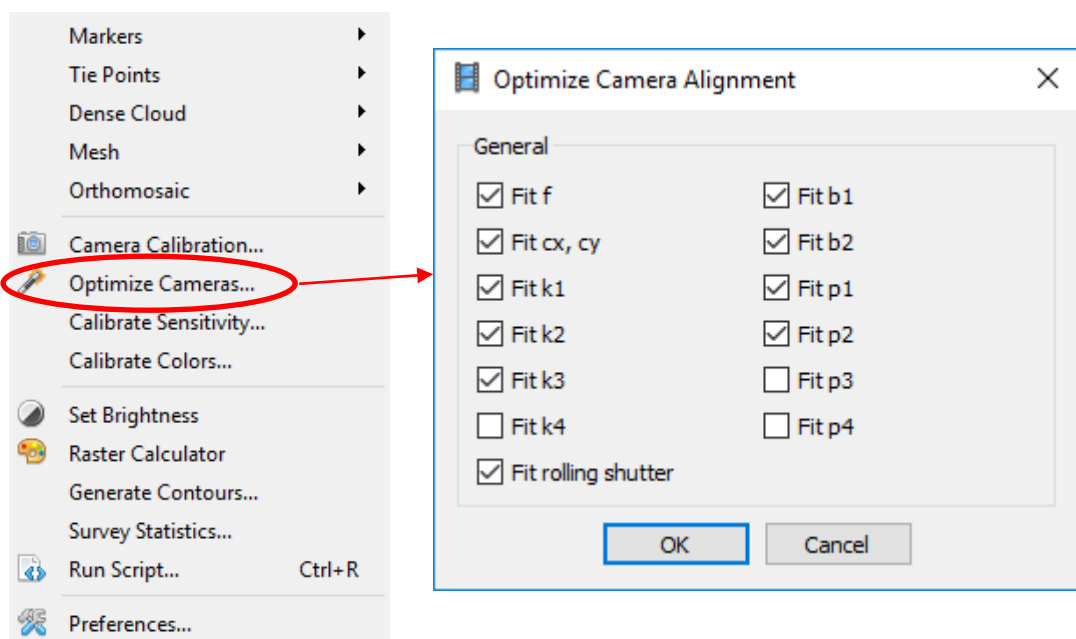 Markers
Tie Points
Dense Cloud
Mesh
Orthomosaic
Camera Calibration...
Optimize Cameras...
Calibrate Sensitivity...
Calibrate Colors...
Set Brightness
Raster Calculator
Generate Contours...
Survey Statistics...
Run Script... Ctrl+R
Preferences...
Optimize Camera Alignment
General
Fit f
Fit b1
Fit cx, cy
Fit b2
Fit k1
Fit p1
Fit k2
Fit p2
Fit k3
Fit p3
Fit k4
Fit p4
Fit rolling shutter
OK
Cancel